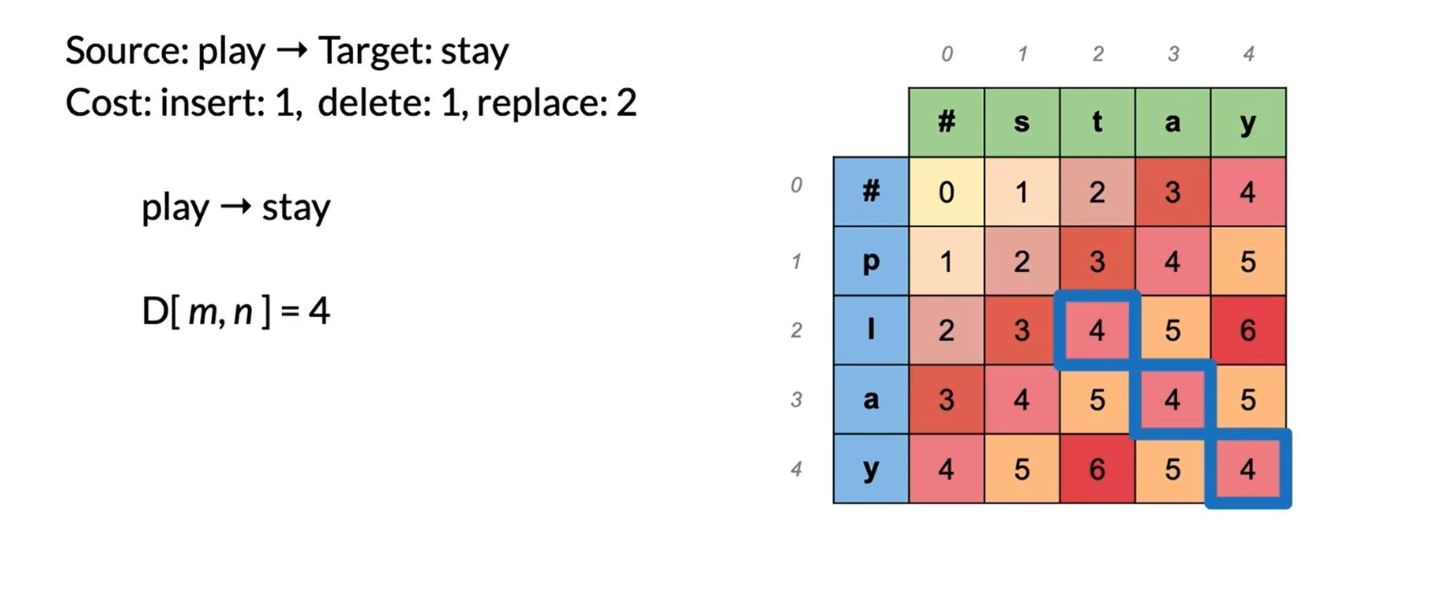 Source: play → Target: stay
Cost: insert: 1, delete: 1, replace: 2
play → stay
D[ m, n ] = 4
0 1 2 3 4
# s t a y
0 # 0 1 2 3 4
1 p 1 2 3 4 5
2 l 2 3 4 5 6
3 a 3 4 5 4 5
4 y 4 5 6 5 4